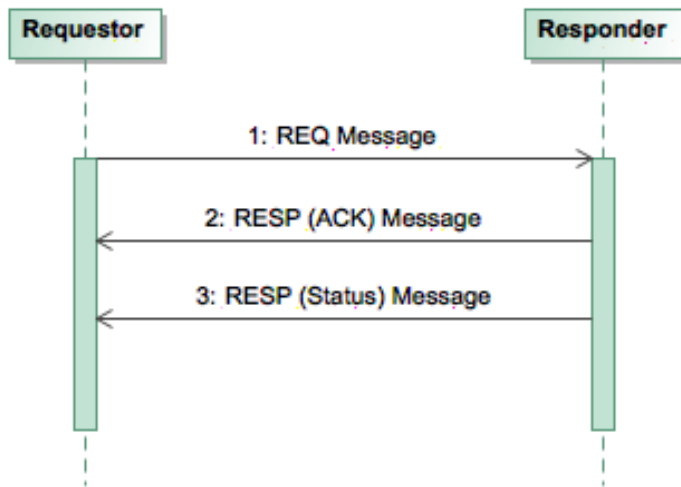 Requestor
Responder
1: REQ Message
2: RESP (ACK) Message
3: RESP (Status) Message